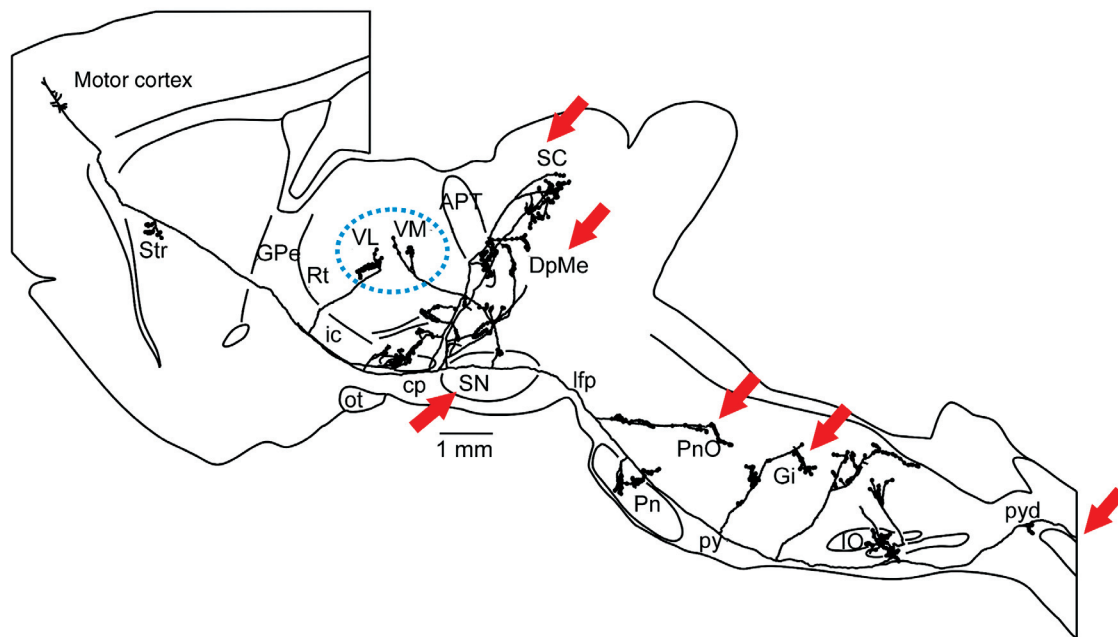 Motor cortex
SC
APT
VL
VM
Str
GPe
DpMe
Rt
ic
cp
SN
lfp
ot
1 mm
PnO
Gi
Pn
pyd
py
IO